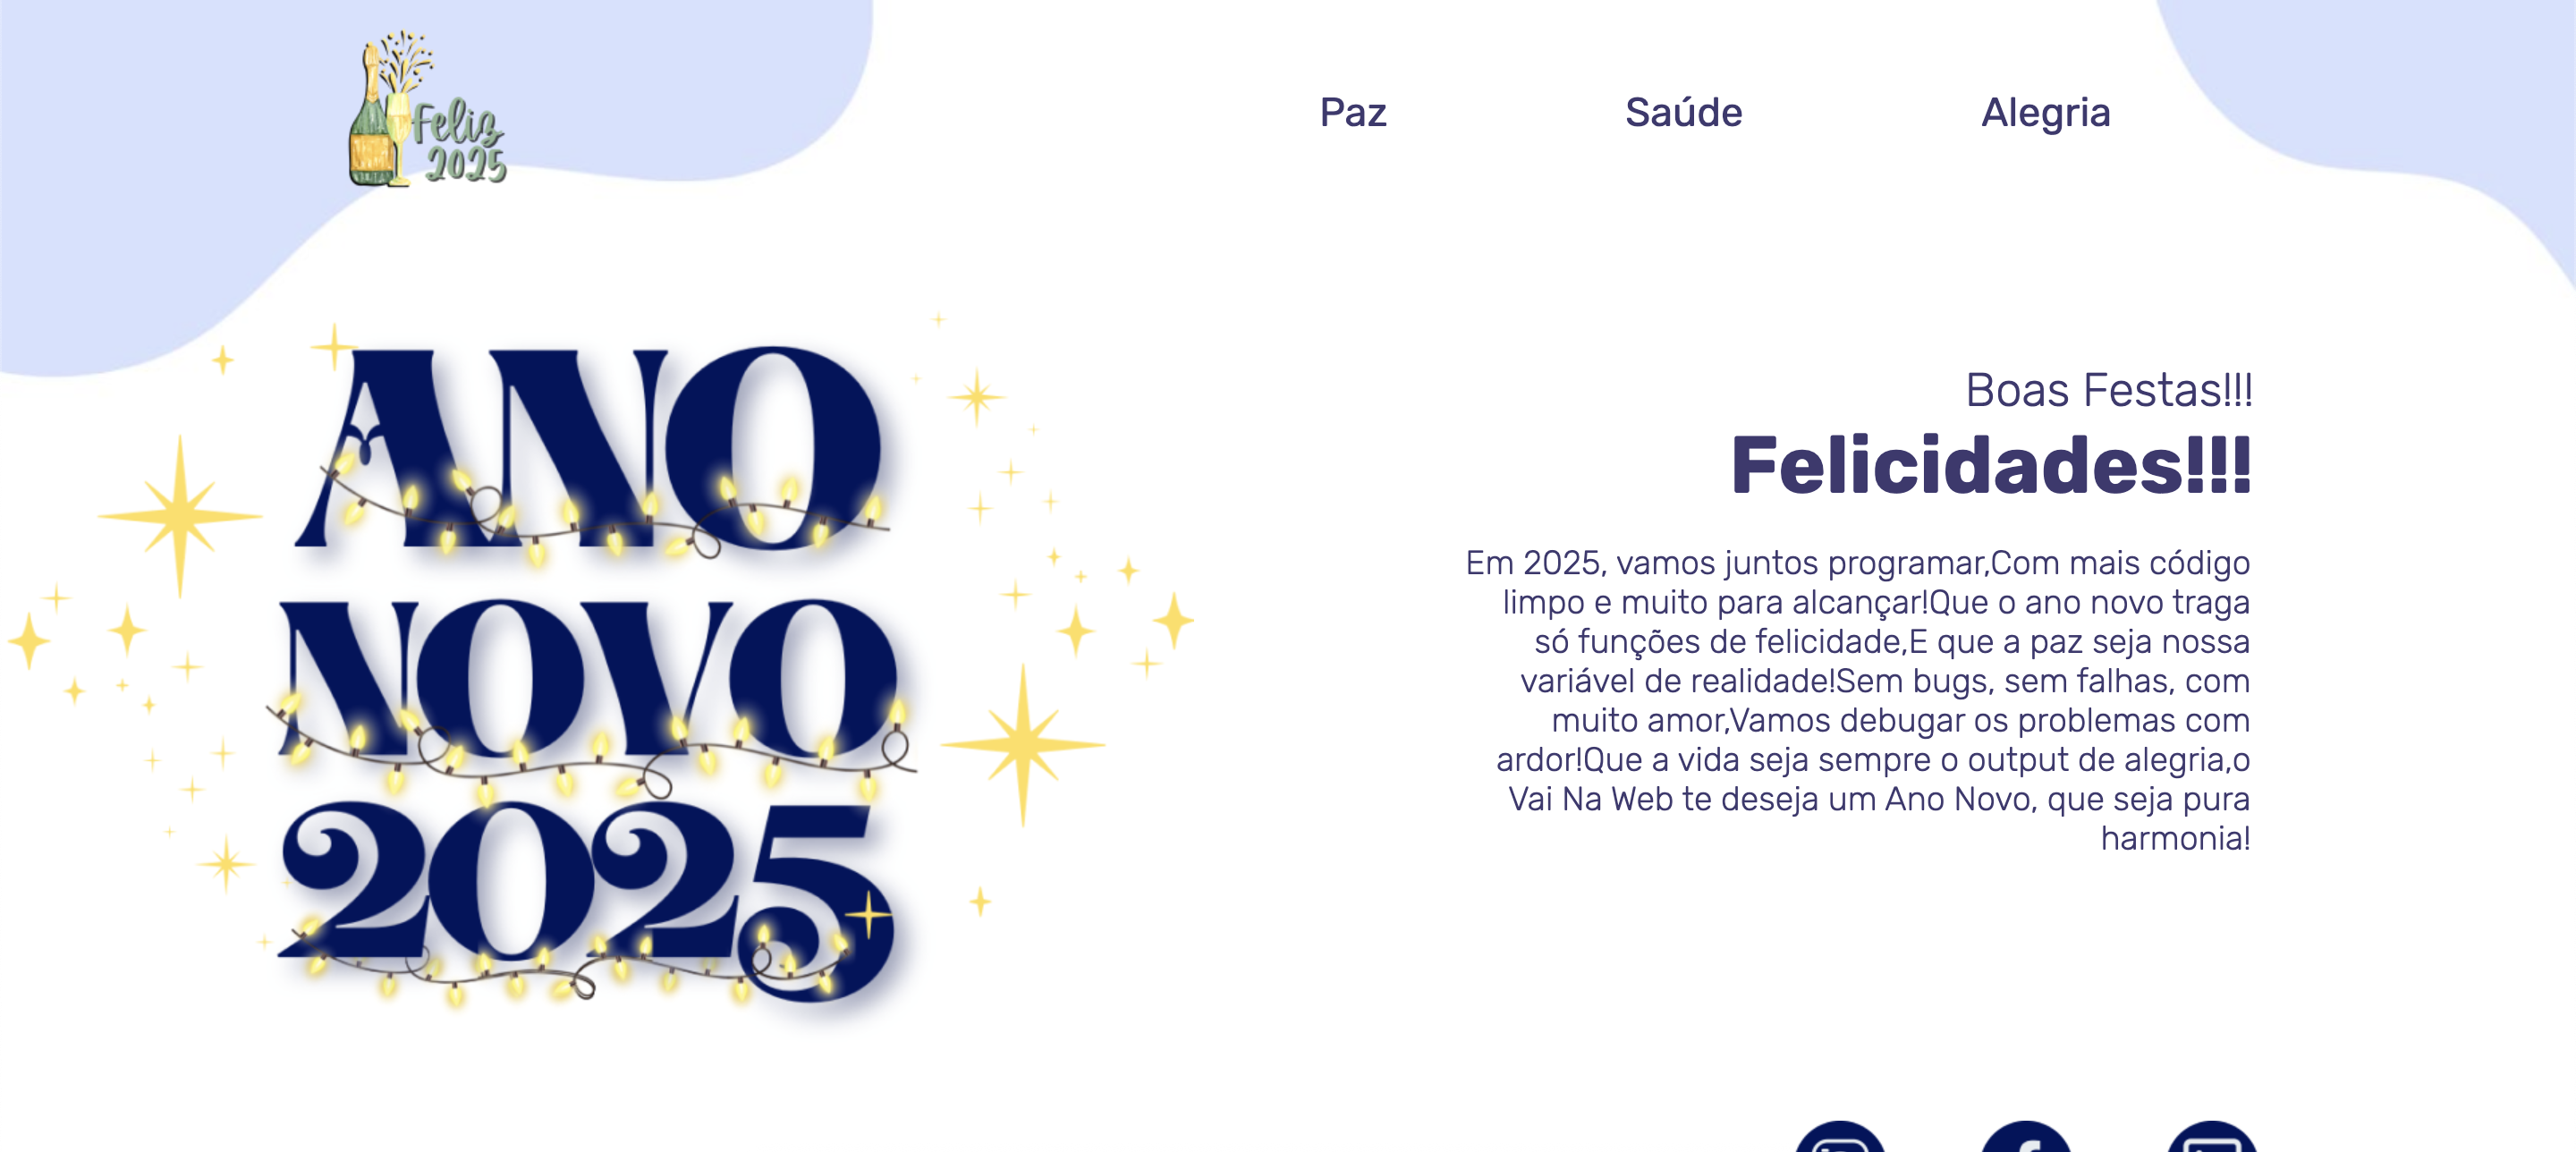 Feliz
2025
Paz
Saúde
Alegria
ANO
NOVO
2025
Boas Festas!!!
Felicidades!!!
Em 2025, vamos juntos programar,Com mais código
limpo e muito para alcançar!Que o ano novo traga
só funções de felicidade,E que a paz seja nossa
variável de realidade!Sem bugs, sem falhas, com
muito amor,Vamos debugar os problemas com
ardor!Que a vida seja sempre o output de alegria,o
Vai Na Web te deseja um Ano Novo, que seja pura
harmonia!